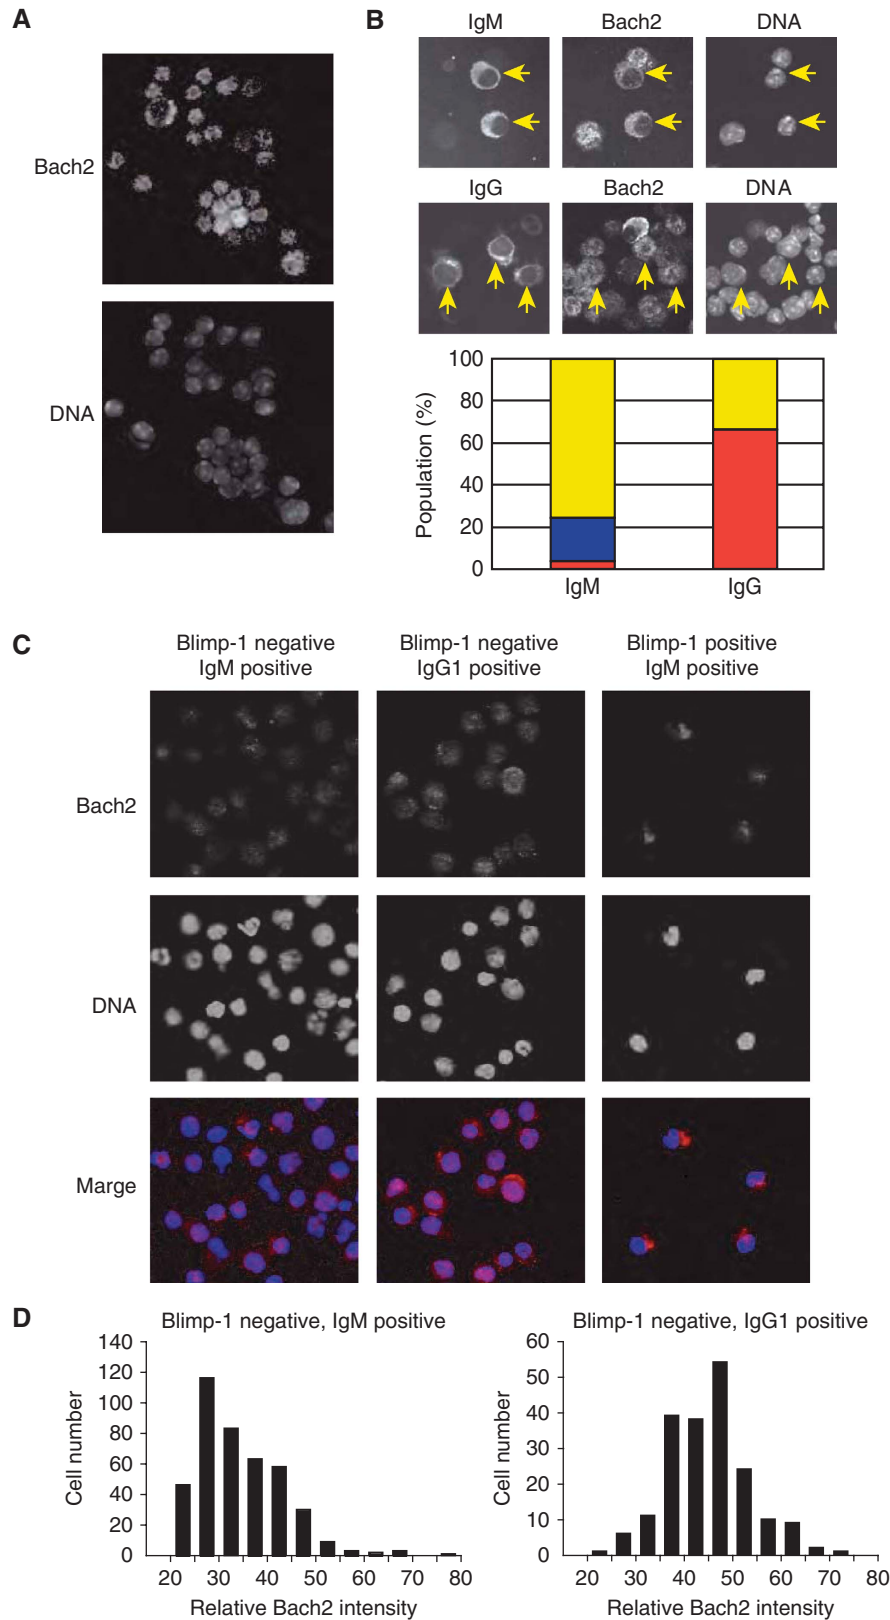 A
Bach2
DNA
B
IgM
Bach2
DNA
IgG
Bach2
DNA
Population (%)
100
80
60
40
20
0
IgM
IgG
C
Blimp-1 negative
IgM positive
Blimp-1 negative
IgG1 positive
Blimp-1 positive
IgM positive
Bach2
DNA
Marge
D
Blimp-1 negative, IgM positive
Cell number
140
120
100
80
60
40
20
0
20 30 40 50 60 70 80
Relative Bach2 intensity
Blimp-1 negative, IgG1 positive
Cell number
60
50
40
30
20
10
0
20 30 40 50 60 70 80
Relative Bach2 intensity